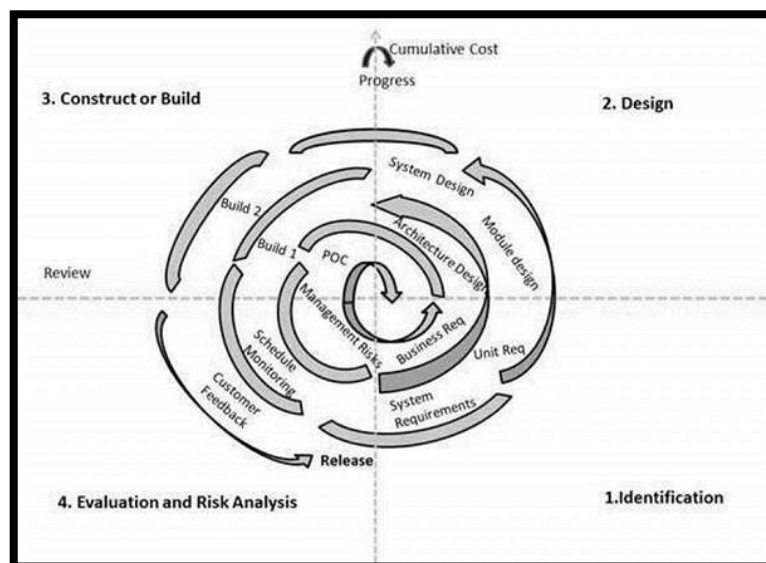 Cumulative Cost
Progress
3. Construct or Build
2. Design
System Design
Module design
Build 2
Architecture Design
Build 1
POC
Review
Management Risks
Business Req
Unit Req
Schedule
Monitoring
System
Requirements
Customer
Feedback
Release
4. Evaluation and Risk Analysis
1.Identification